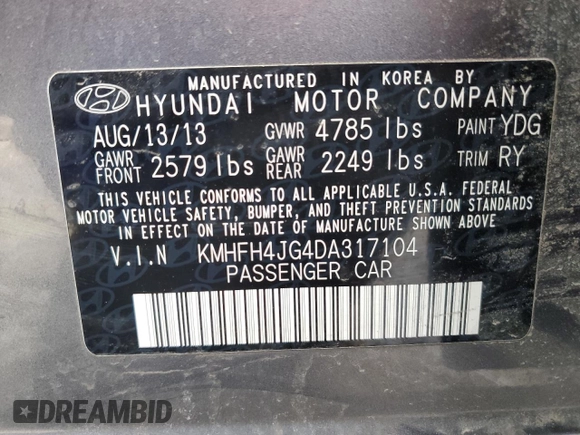 MANUFACTURED IN KOREA BY
HYUNDAI MOTOR COMPANY
AUG/13/13 GVWR 4785 lbs PAINT YDG
GAWR FRONT 2579 lbs GAWR REAR 2249 lbs TRIM RY
THIS VEHICLE CONFORMS TO ALL APPLICABLE U.S.A. FEDERAL
MOTOR VEHICLE SAFETY, BUMPER, AND THEFT PREVENTION STANDARDS
IN EFFECT ON THE DATE OF MANUFACTURE SHOWN ABOVE.
V.I.N KMHFH4JG4DA317104
PASSENGER CAR
DREAMBID